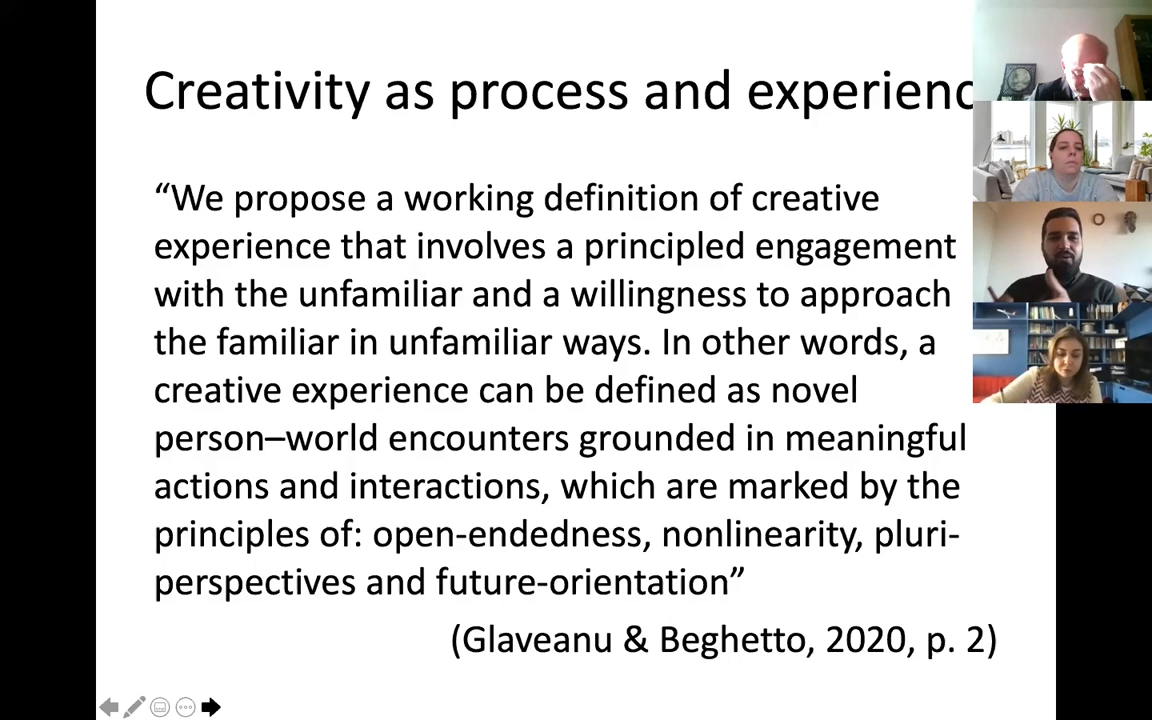 Creativity as process and experienc
“We propose a working definition of creative
experience that involves a principled engagement
with the unfamiliar and a willingness to approach
the familiar in unfamiliar ways. In other words, a
creative experience can be defined as novel
person–world encounters grounded in meaningful
actions and interactions, which are marked by the
principles of: open-endedness, nonlinearity, pluri-
perspectives and future-orientation”
(Glaveanu & Beghetto, 2020, p. 2)